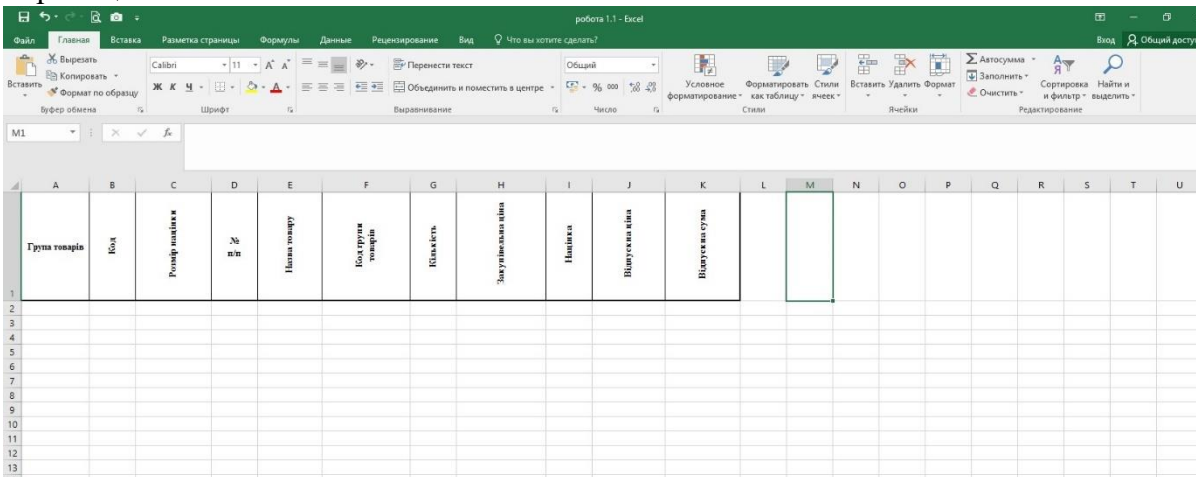 робота 1.1 - Excel
Файл Главная Вставка Разметка страницы Формулы Данные Рецензирование Вид Что вы хотите сделать? Вход Общий доступ
Вставить
Вырезать
Копировать
Формат по образцу
Буфер обмена
Calibri 11
Ж К Ч
Шрифт
Перенести текст
Объединить и поместить в центре
Выравнивание
Общий
% 000
Число
Условное форматирование
Форматировать как таблицу
Стили ячеек
Стили
Вставить Удалить Формат
Ячейки
Автосумма
Заполнить
Очистить
Сортировка и фильтр
Найти и выделить
Редактирование
M1 fx
A B C D E F G H I J K L M N O P Q R S T U
1
Група товарів
Код
Розмір націнки
№ п/п
Назва товару
Код групи товарів
Кількість
Закупівельна ціна
Націнка
Відпускна ціна
Відпускна сума
2
3
4
5
6
7
8
9
10
11
12
13